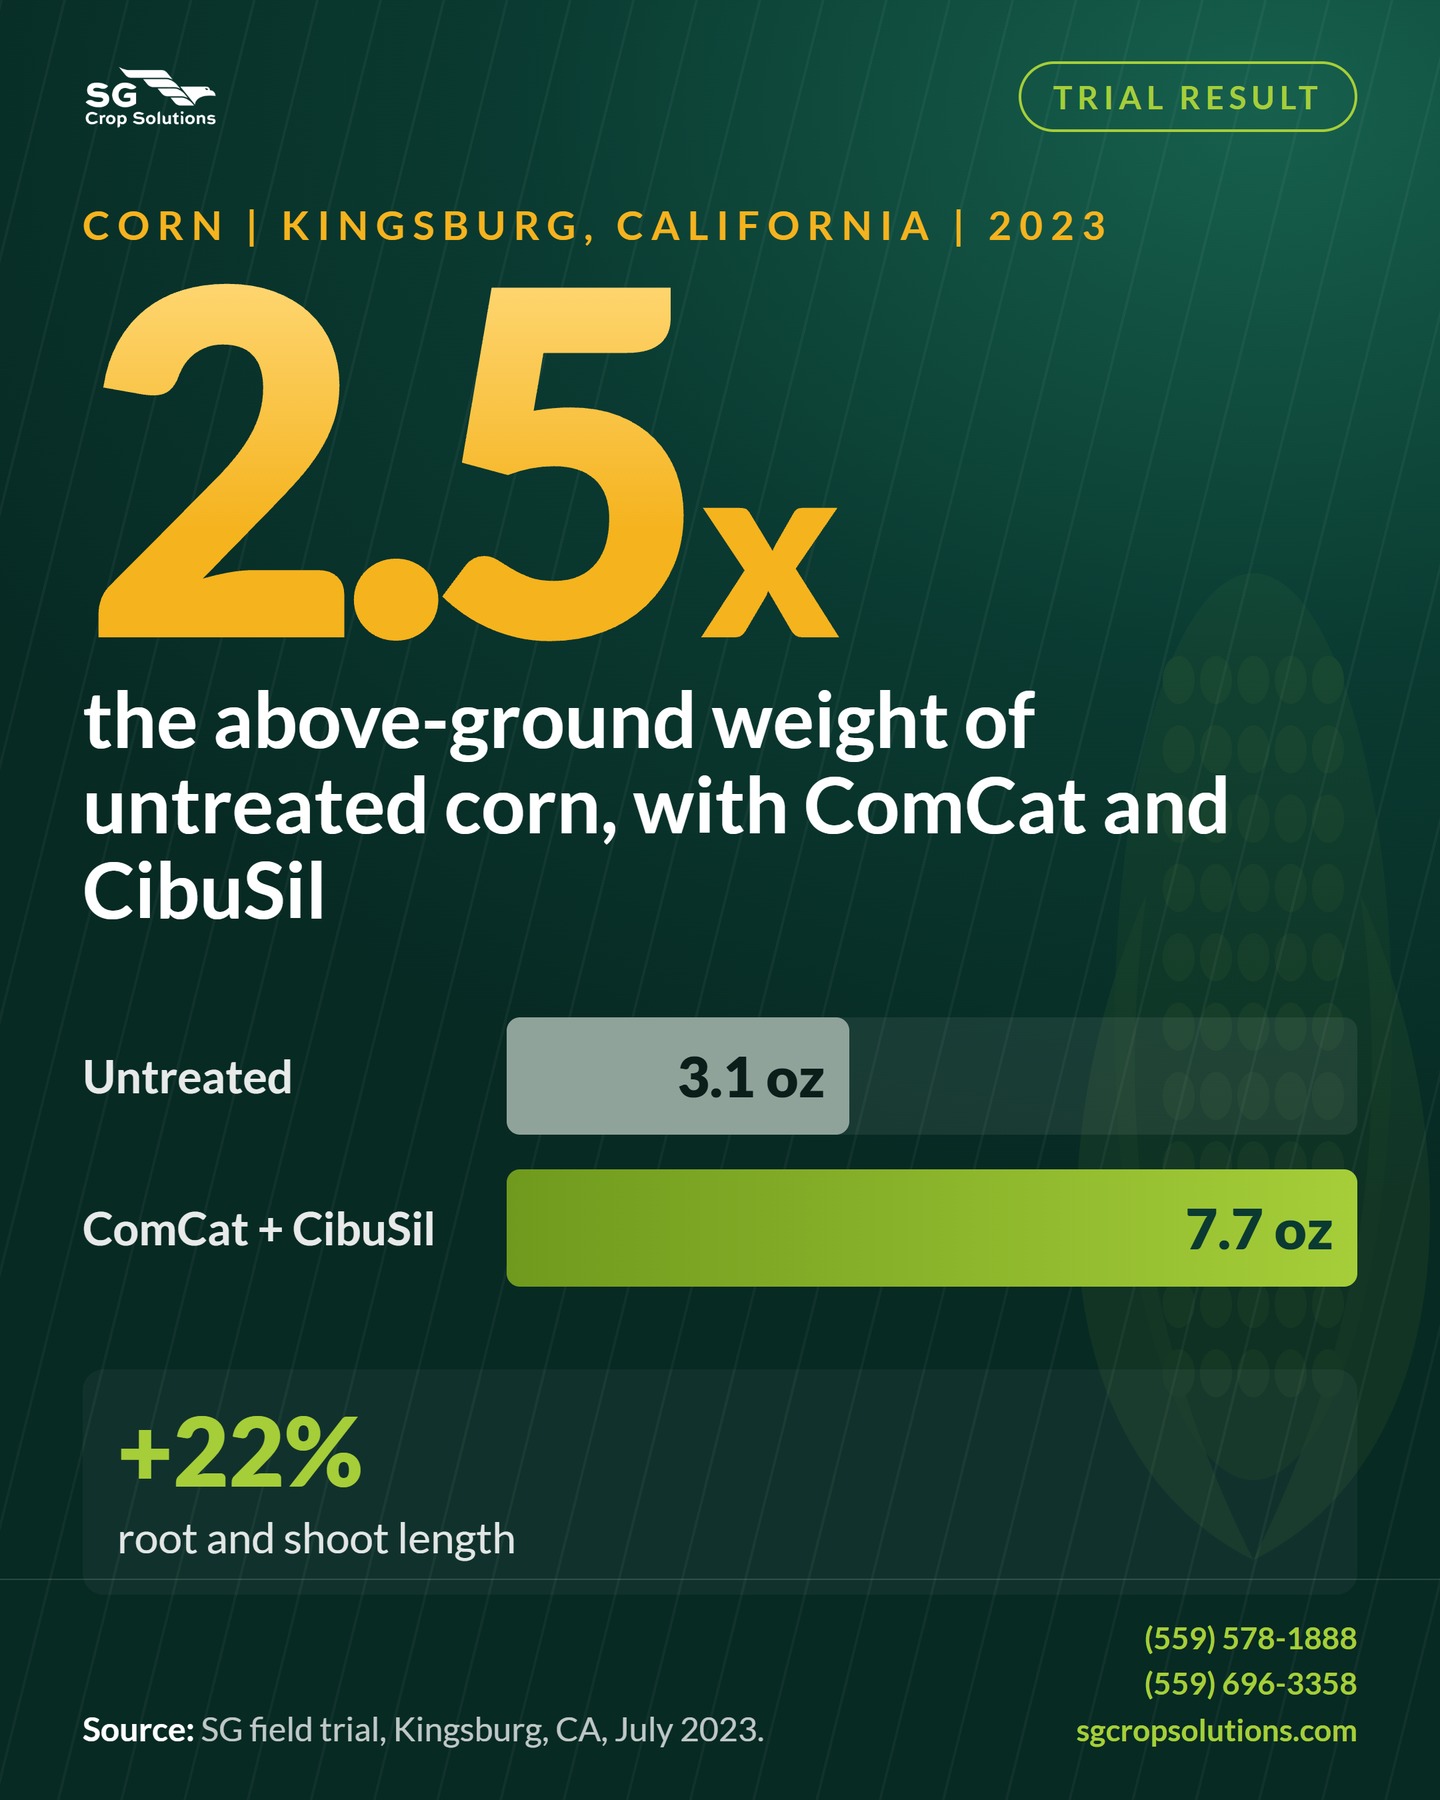 SG
Crop Solutions
TRIAL RESULT
CORN | KINGSBURG, CALIFORNIA | 2023
2.5x
the above-ground weight of
untreated corn, with ComCat and
CibuSil
Untreated
3.1 oz
ComCat + CibuSil
7.7 oz
+22%
root and shoot length
(559) 578-1888
(559) 696-3358
Source: SG field trial, Kingsburg, CA, July 2023.
sgcropsolutions.com